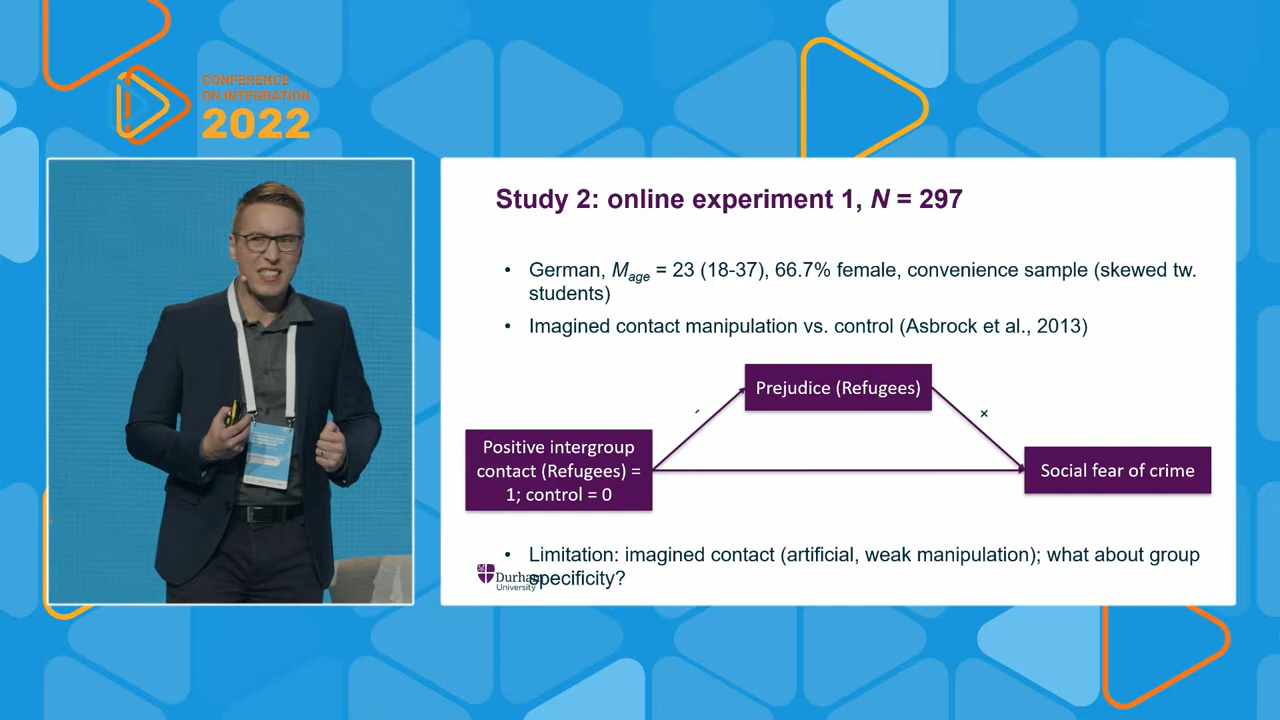 CONFERENCE
ON INTEGRATION
2022
Study 2: online experiment 1, N = 297
• German, Mage = 23 (18-37), 66.7% female, convenience sample (skewed tw.
students)
• Imagined contact manipulation vs. control (Asbrock et al., 2013)
Prejudice (Refugees)
Positive intergroup
contact (Refugees) =
1; control = 0
Social fear of crime
• Limitation: imagined contact (artificial, weak manipulation); what about group
specificity?
Durham
University